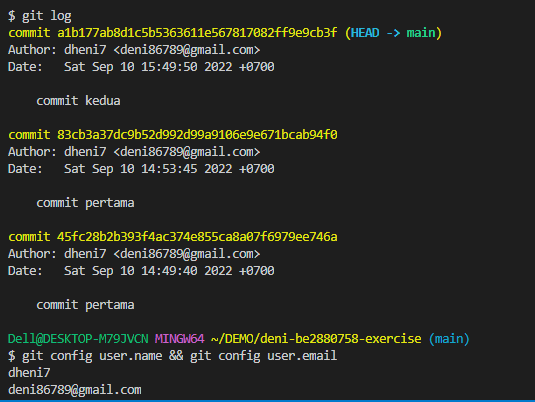 $ git log
commit a1b177ab8d1c5b5363611e567817082ff9e9cb3f (HEAD -> main)
Author: dheni7 <deni86789@gmail.com>
Date:   Sat Sep 10 15:49:50 2022 +0700
    commit kedua
commit 83cb3a37dc9b52d992d99a9106e9e671bcab94f0
Author: dheni7 <deni86789@gmail.com>
Date:   Sat Sep 10 14:53:45 2022 +0700
    commit pertama
commit 45fc28b2b393f4ac374e855ca8a07f6979ee746a
Author: dheni7 <deni86789@gmail.com>
Date:   Sat Sep 10 14:49:40 2022 +0700
    commit pertama
Dell@DESKTOP-M79JVCN MINGW64 ~/DEMO/deni-be2880758-exercise (main)
$ git config user.name && git config user.email
dheni7
deni86789@gmail.com